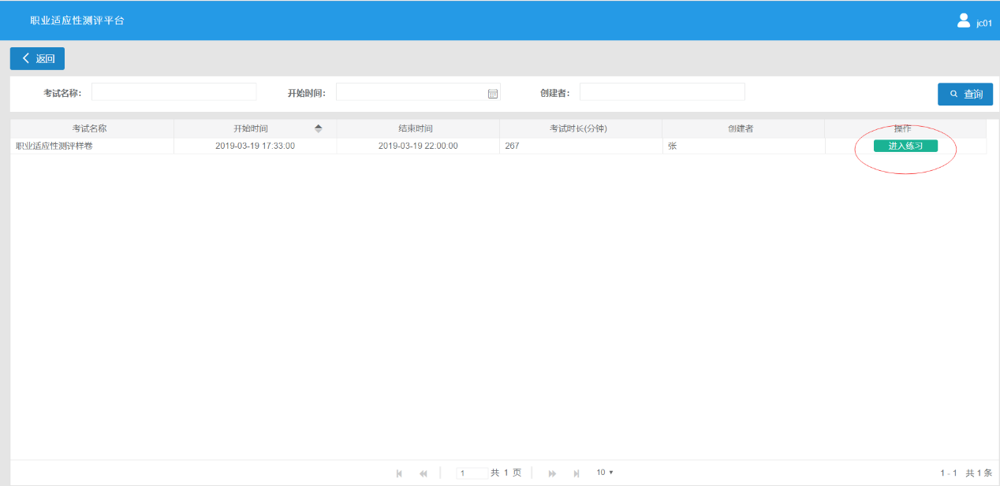 职业适应性测评平台
jc01
返回
考试名称： 开始时间： 创建者： 查询
考试名称 开始时间 结束时间 考试时长(分钟) 创建者 操作
职业适应性测评样卷 2019-03-19 17:33:00 2019-03-19 22:00:00 267 张 进入练习
1 共 1 页 10 1 - 1 共 1 条